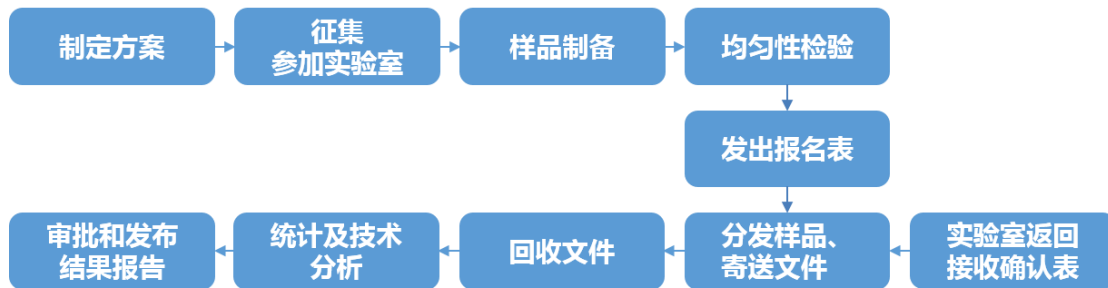 制定方案
征集
参加实验室
样品制备
均匀性检验
发出报名表
审批和发布
结果报告
统计及技术
分析
回收文件
分发样品、
寄送文件
实验室返回
接收确认表